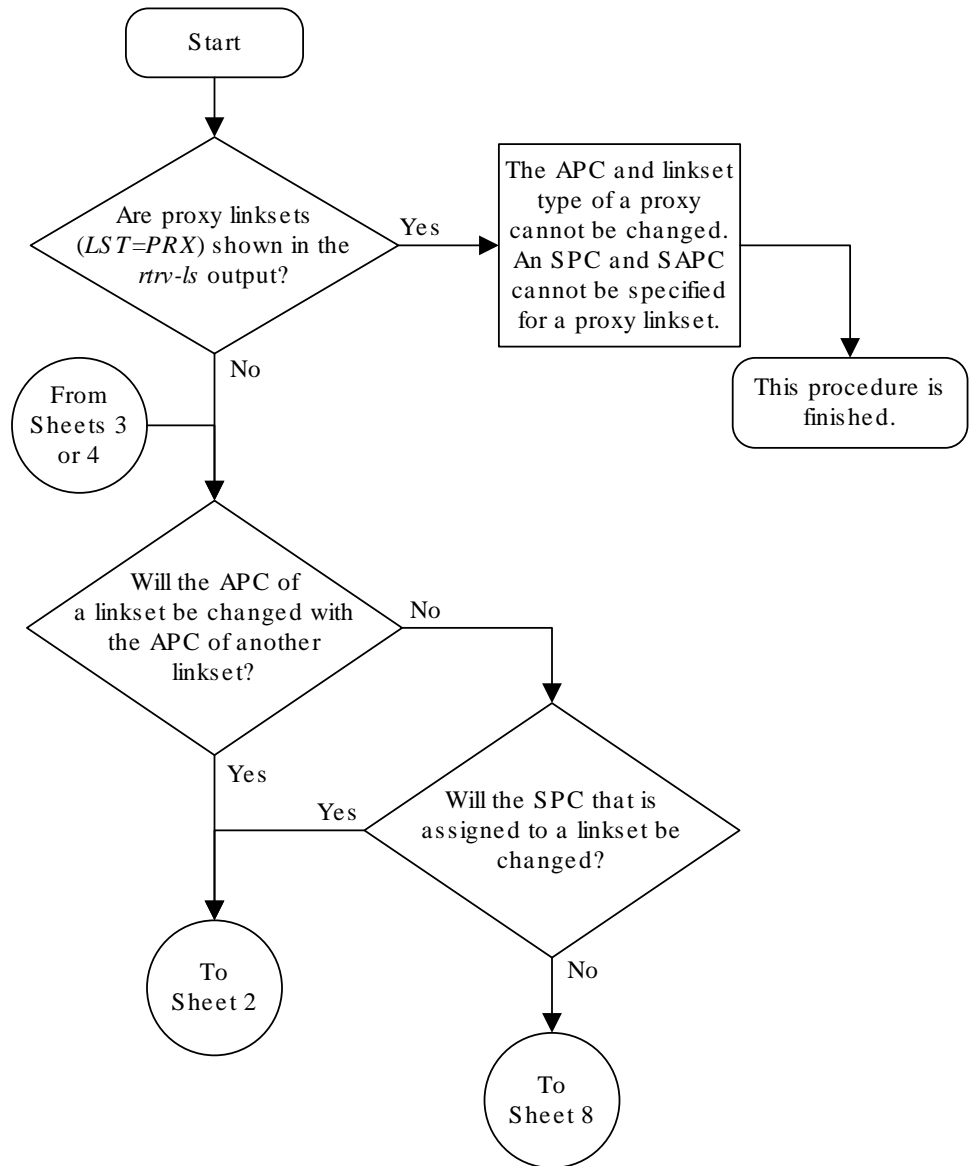 Start
Are proxy linksets
(LST=PRX) shown in the
rtrv-ls output?
Yes
The APC and linkset
type of a proxy
cannot be changed.
An SPC and SAPC
cannot be specified
for a proxy linkset.
No
This procedure is
finished.
From
Sheets 3
or 4
Will the APC of
a linkset be changed with
the APC of another
linkset?
No
Yes
Yes
Will the SPC that is
assigned to a linkset be
changed?
To
Sheet 2
No
To
Sheet 8